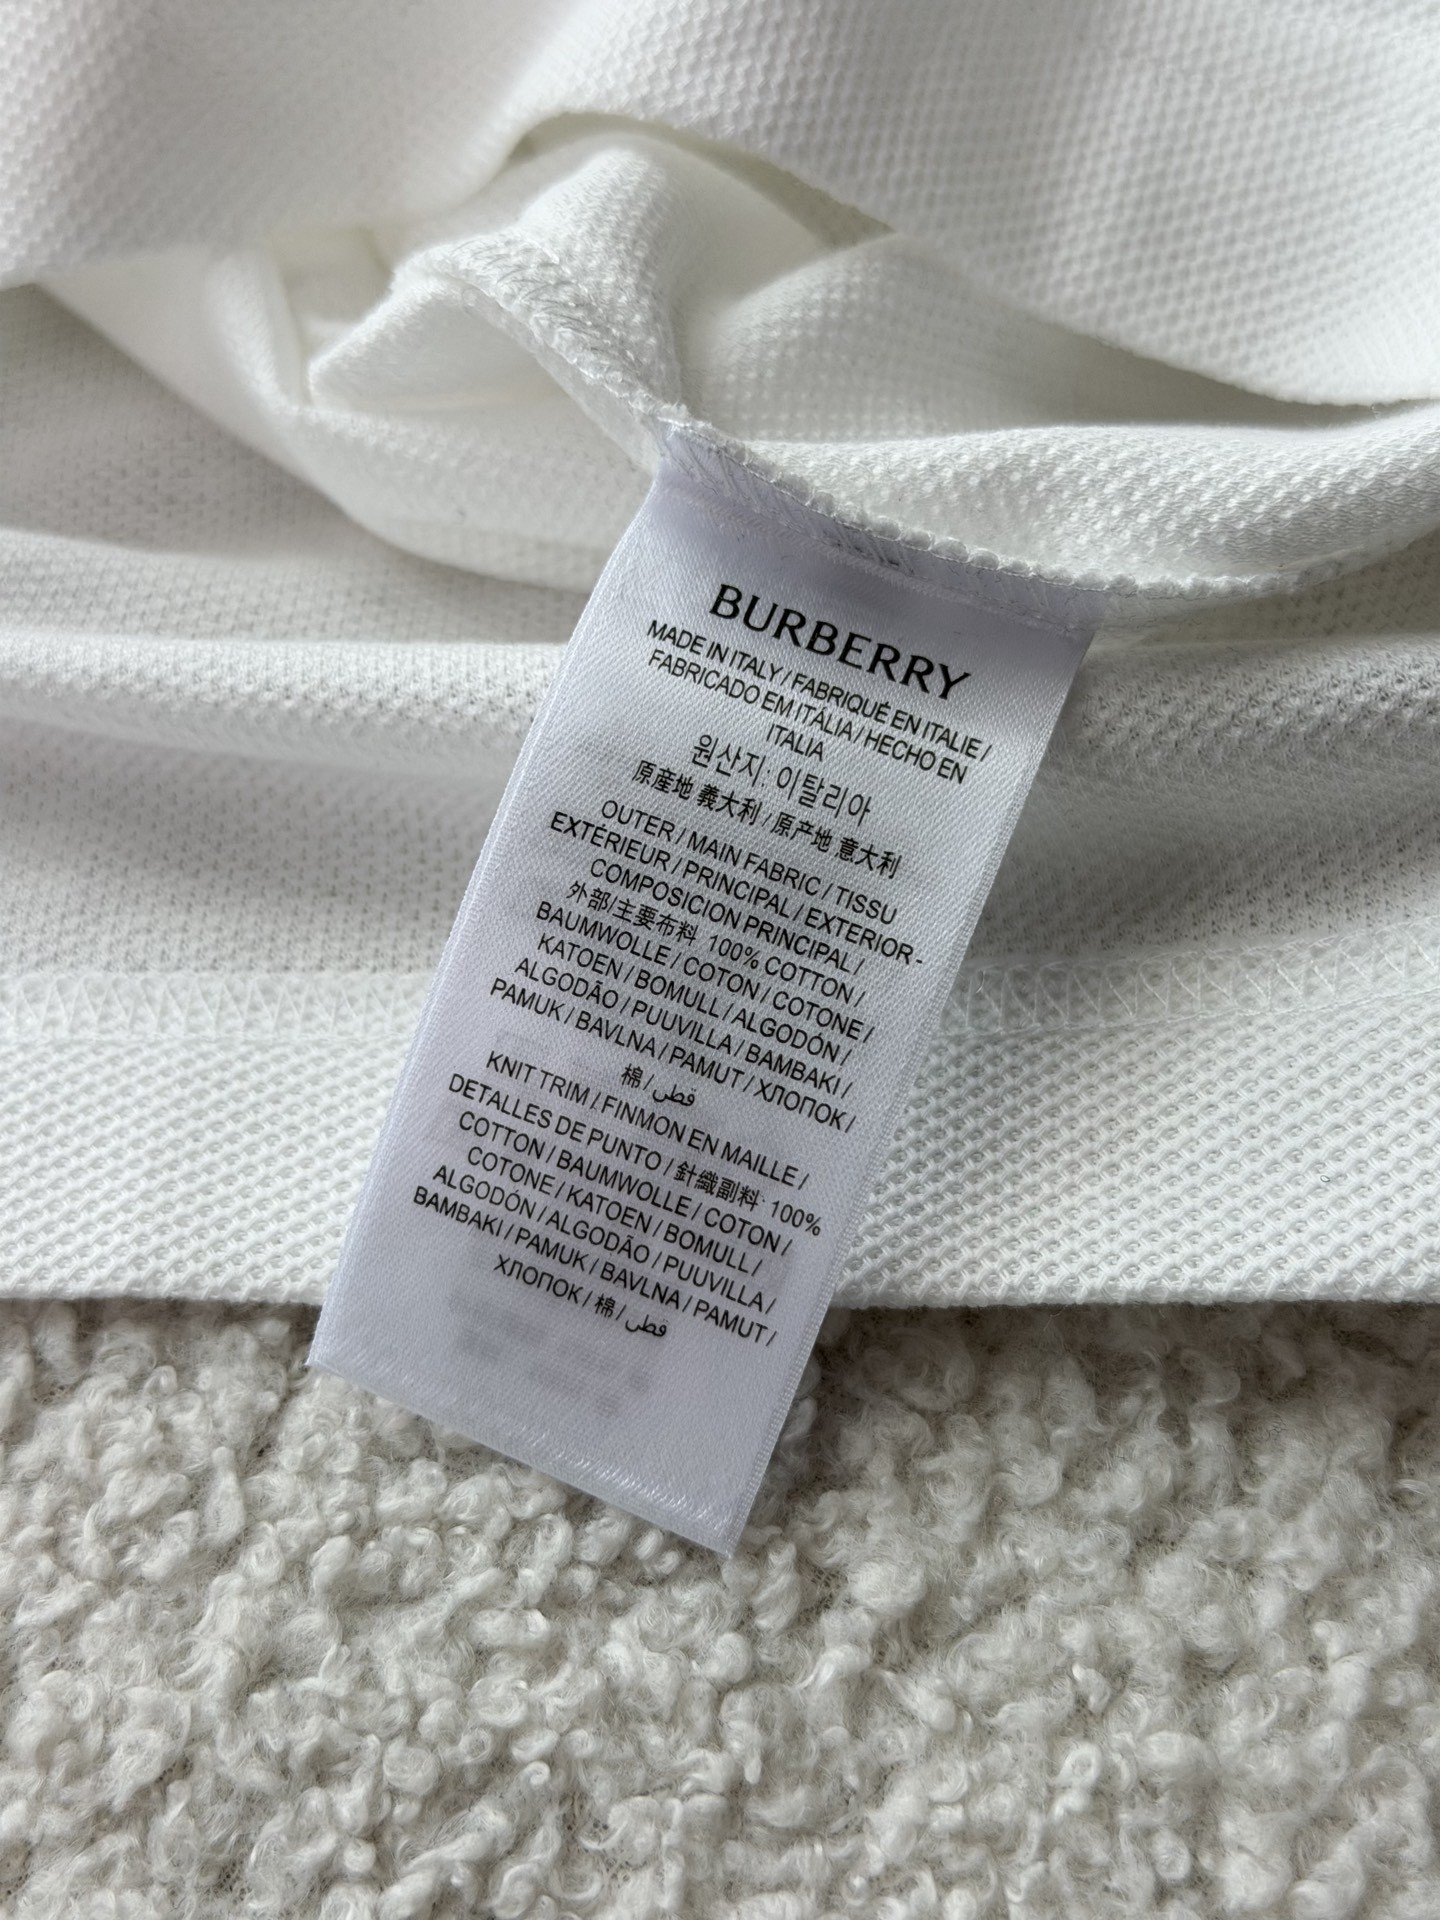 BURBERRY
MADE IN ITALY / FABRIQUÉ EN ITALIE /
FABRICADO EM ITÁLIA / HECHO EN
ITALIA
원산지: 이탈리아
原産地 義大利 / 原产地 意大利
OUTER / MAIN FABRIC / TISSU
EXTÉRIEUR / PRINCIPAL / EXTERIOR -
COMPOSICION PRINCIPAL /
外部/主要布料 100% COTTON /
BAUMWOLLE / COTON / COTONE /
KATOEN / BOMULL / ALGODÓN /
ALGODÃO / PUUVILLA / BAMBAKI /
PAMUK / BAVLNA / PAMUT / ХЛОПОК /
棉 / قطن
KNIT TRIM / FINMON EN MAILLE /
DETALLES DE PUNTO / 針織副料 100%
COTTON / BAUMWOLLE / COTON /
COTONE / KATOEN / BOMULL /
ALGODÓN / ALGODÃO / PUUVILLA /
BAMBAKI / PAMUK / BAVLNA / PAMUT /
ХЛОПОК / 棉 / قطن